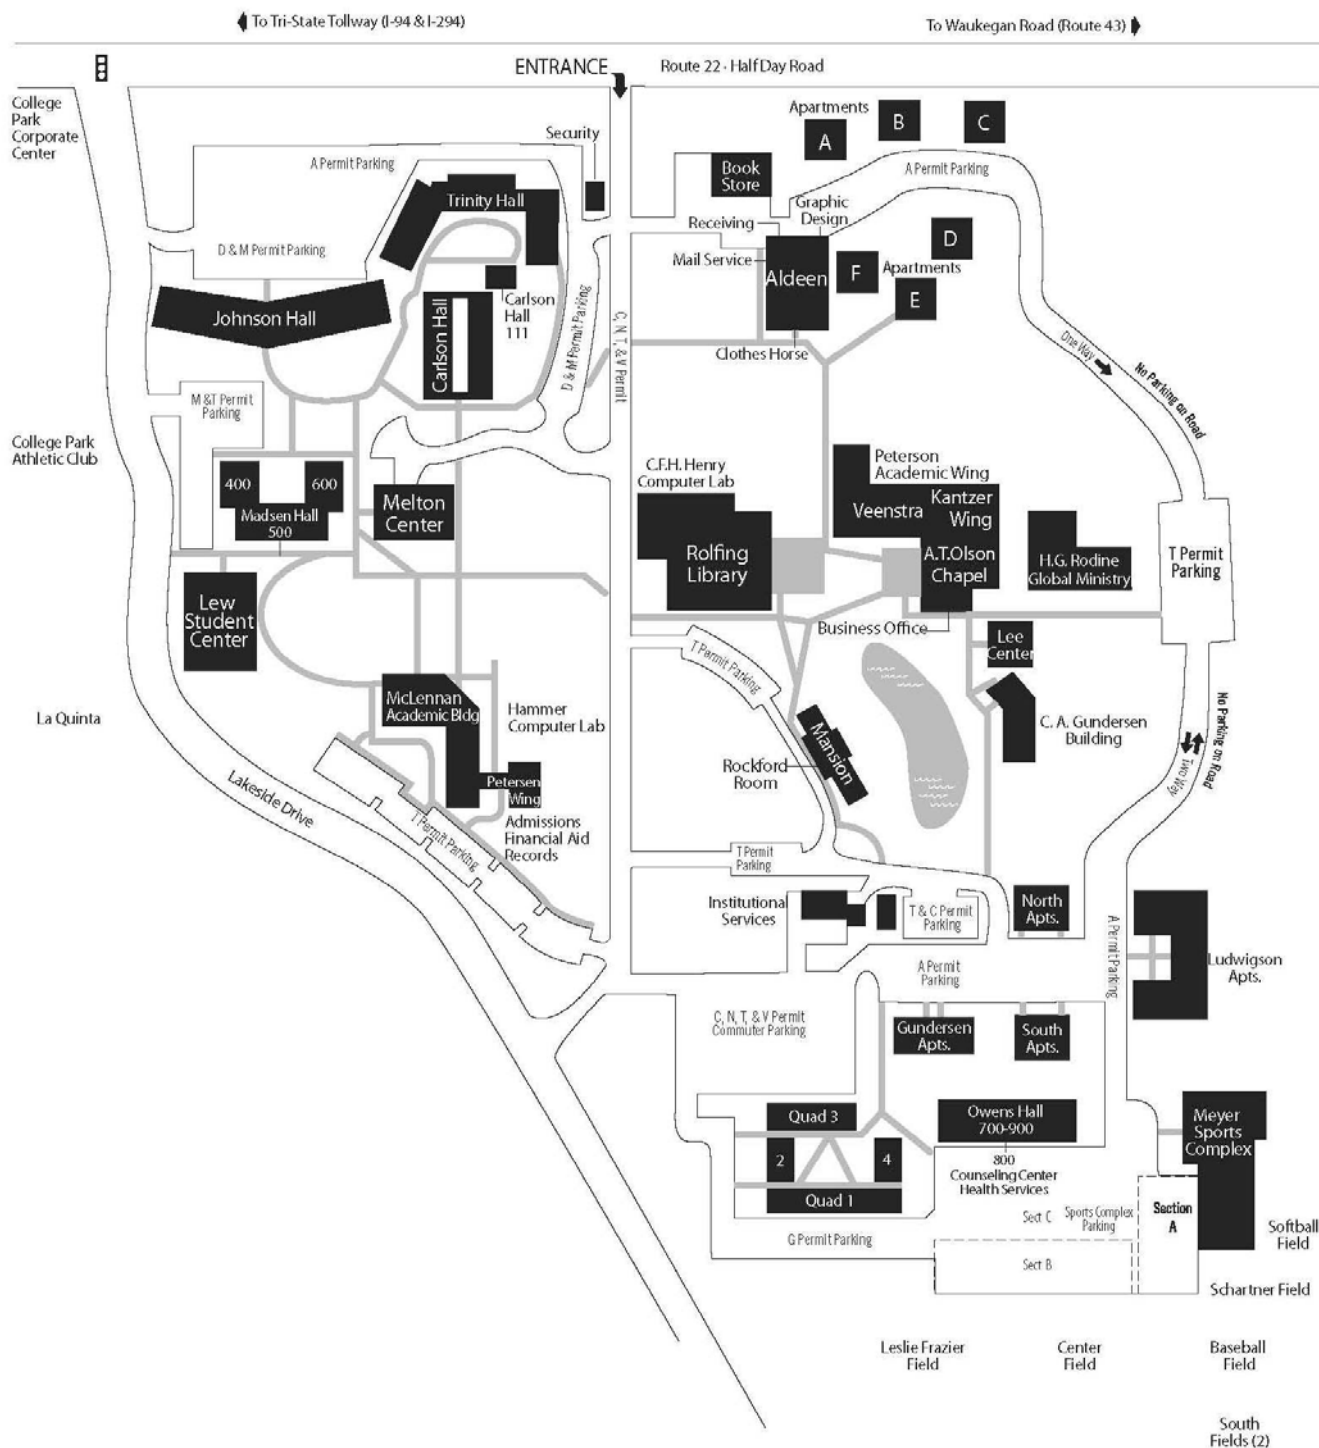 To Tri-State Tollway (I-94 & I-294)
To Waukegan Road (Route 43)
ENTRANCE
Route 22 · Half Day Road
College
Park
Corporate
Center
Security
Apartments
A
B
C
A Permit Parking
Trinity Hall
Book
Store
A Permit Parking
Graphic
Design
Receiving
D & M Permit Parking
Mail Service
Aldeen
D
F
Apartments
E
Johnson Hall
Carlson
Hall
111
Carlson Hall
D & M Permit Parking
C, N, T, & V Permit
Clothes Horse
One Way
No Parking on Road
M &T Permit
Parking
College Park
Athletic Club
400
600
Madsen Hall
500
Melton
Center
C.F.H. Henry
Computer Lab
Peterson
Academic Wing
Veenstra
Kantzer
Wing
Rolfing
Library
A.T.Olson
Chapel
H.G. Rodine
Global Ministry
T Permit
Parking
Lew
Student
Center
Business Office
Lee
Center
T Permit Parking
McLennan
Academic Bldg
Hammer
Computer Lab
La Quinta
C. A. Gundersen
Building
No Parking on Road
Two Way
Mansion
Rockford
Room
Petersen
Wing
Lakeside Drive
T Permit Parking
Admissions
Financial Aid
Records
T Permit
Parking
Institutional
Services
T & C Permit
Parking
North
Apts.
A Permit Parking
Ludwigson
Apts.
A Permit
Parking
C, N, T, & V Permit
Commuter Parking
Gundersen
Apts.
South
Apts.
Quad 3
Owens Hall
700-900
Meyer
Sports
Complex
2
4
800
Counseling Center
Health Services
Quad 1
Sect C
Sports Complex
Parking
Section
A
Softball
Field
G Permit Parking
Sect B
Schartner Field
Leslie Frazier
Field
Center
Field
Baseball
Field
South
Fields (2)